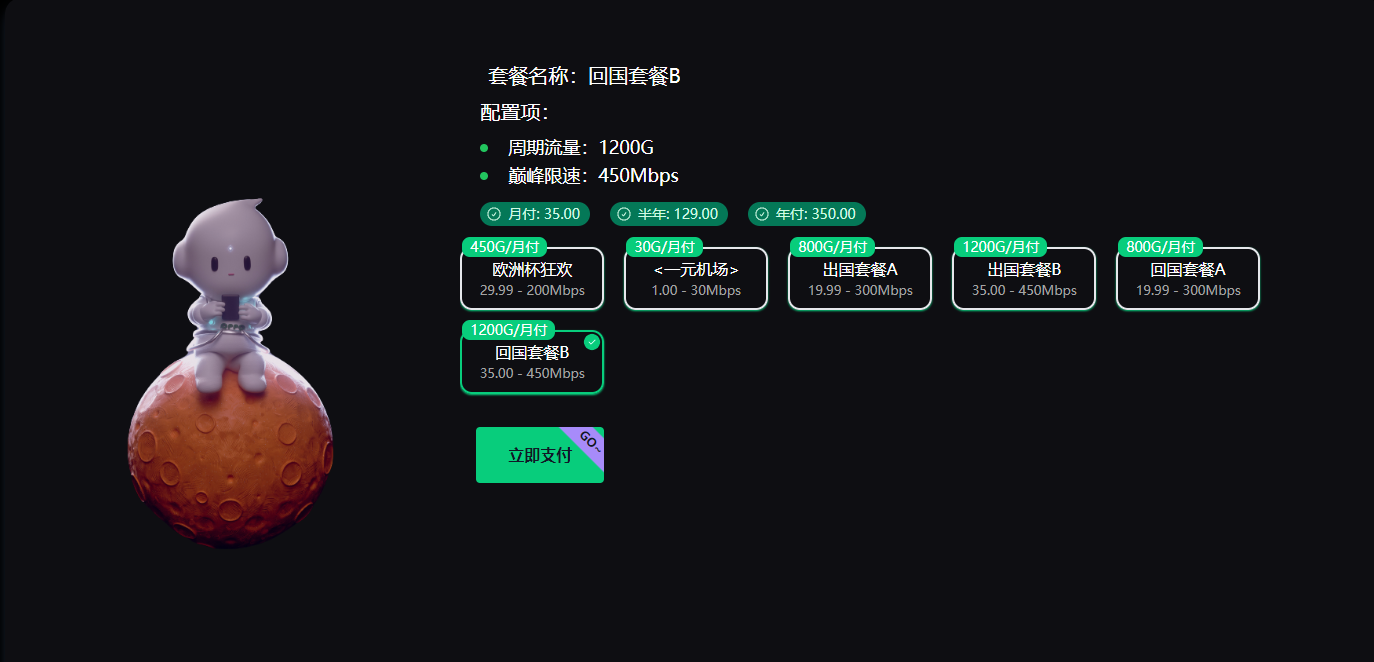 套餐名称：回国套餐B
配置项：
周期流量：1200G
巅峰限速：450Mbps
月付: 35.00 半年: 129.00 年付: 350.00
450G/月付 30G/月付 800G/月付 1200G/月付 800G/月付
欧洲杯狂欢 <一元机场> 出国套餐A 出国套餐B 回国套餐A
29.99 - 200Mbps 1.00 - 30Mbps 19.99 - 300Mbps 35.00 - 450Mbps 19.99 - 300Mbps
1200G/月付
回国套餐B
35.00 - 450Mbps
GO~
立即支付